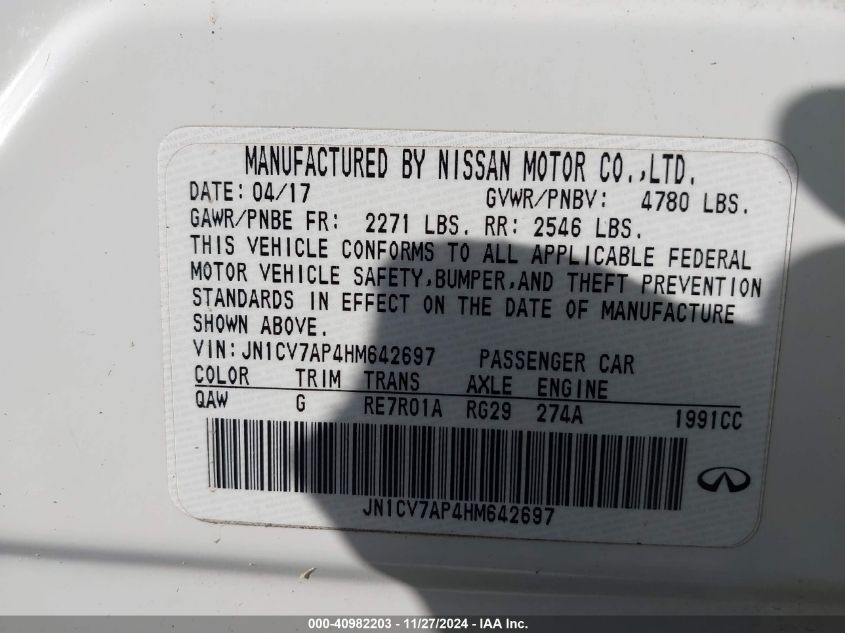 MANUFACTURED BY NISSAN MOTOR CO.,LTD.
DATE: 04/17 GVWR/PNBV: 4780 LBS.
GAWR/PNBE FR: 2271 LBS. RR: 2546 LBS.
THIS VEHICLE CONFORMS TO ALL APPLICABLE FEDERAL
MOTOR VEHICLE SAFETY,BUMPER,AND THEFT PREVENTION
STANDARDS IN EFFECT ON THE DATE OF MANUFACTURE
SHOWN ABOVE.
VIN: JN1CV7AP4HM642697 PASSENGER CAR
COLOR TRIM TRANS AXLE ENGINE
QAW G RE7R01A RG29 274A 1991CC
JN1CV7AP4HM642697
000-40982203 - 11/27/2024 - IAA Inc.